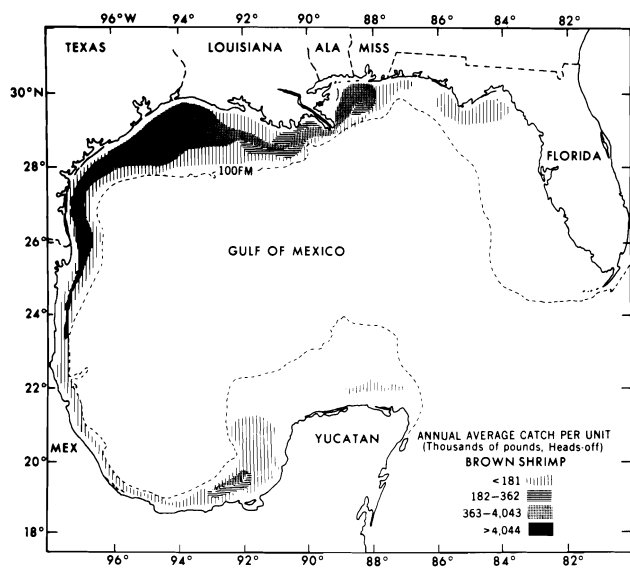 96°W 94° 92° 90° 88° 86° 84° 82°
TEXAS LOUISIANA ALA MISS
30°N
28°
26°
24°
22°
20°
18°
100FM
FLORIDA
GULF OF MEXICO
MEX
YUCATAN
ANNUAL AVERAGE CATCH PER UNIT
(Thousands of pounds, Heads-off)
BROWN SHRIMP
<181
182-362
363-4,043
>4,044
96° 94° 92° 90° 88° 86° 84° 82°